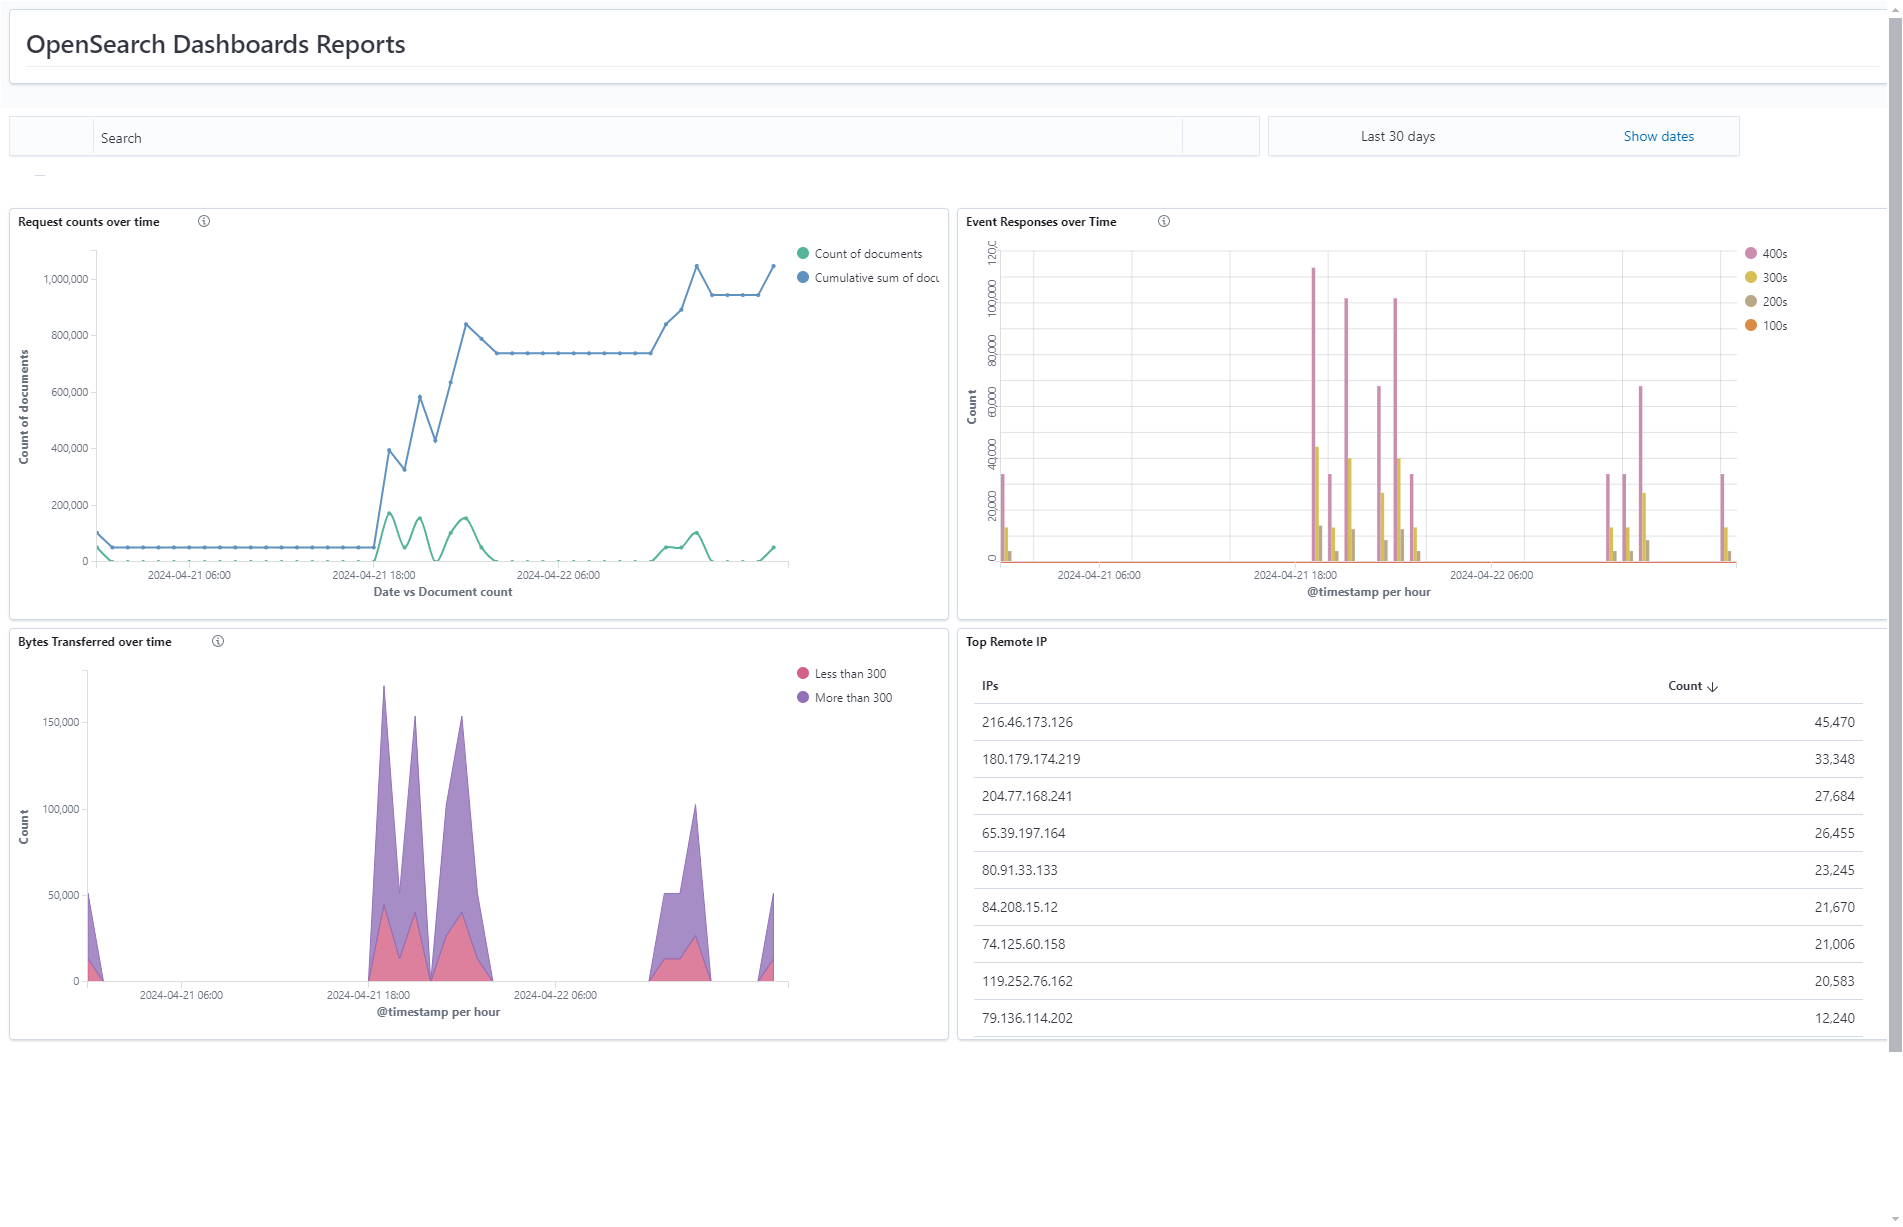 OpenSearch Dashboards Reports
Search
Last 30 days
Show dates
Request counts over time
Count of documents
Cumulative sum of docu
1,000,000
800,000
600,000
400,000
200,000
0
Count of documents
2024-04-21 06:00
2024-04-21 18:00
2024-04-22 06:00
Date vs Document count
Event Responses over Time
400s
300s
200s
100s
120,0
100,000
80,000
60,000
40,000
20,000
0
Count
2024-04-21 06:00
2024-04-21 18:00
2024-04-22 06:00
@timestamp per hour
Bytes Transferred over time
Less than 300
More than 300
150,000
100,000
50,000
0
Count
2024-04-21 06:00
2024-04-21 18:00
2024-04-22 06:00
@timestamp per hour
Top Remote IP
IPs Count
216.46.173.126 45,470
180.179.174.219 33,348
204.77.168.241 27,684
65.39.197.164 26,455
80.91.33.133 23,245
84.208.15.12 21,670
74.125.60.158 21,006
119.252.76.162 20,583
79.136.114.202 12,240